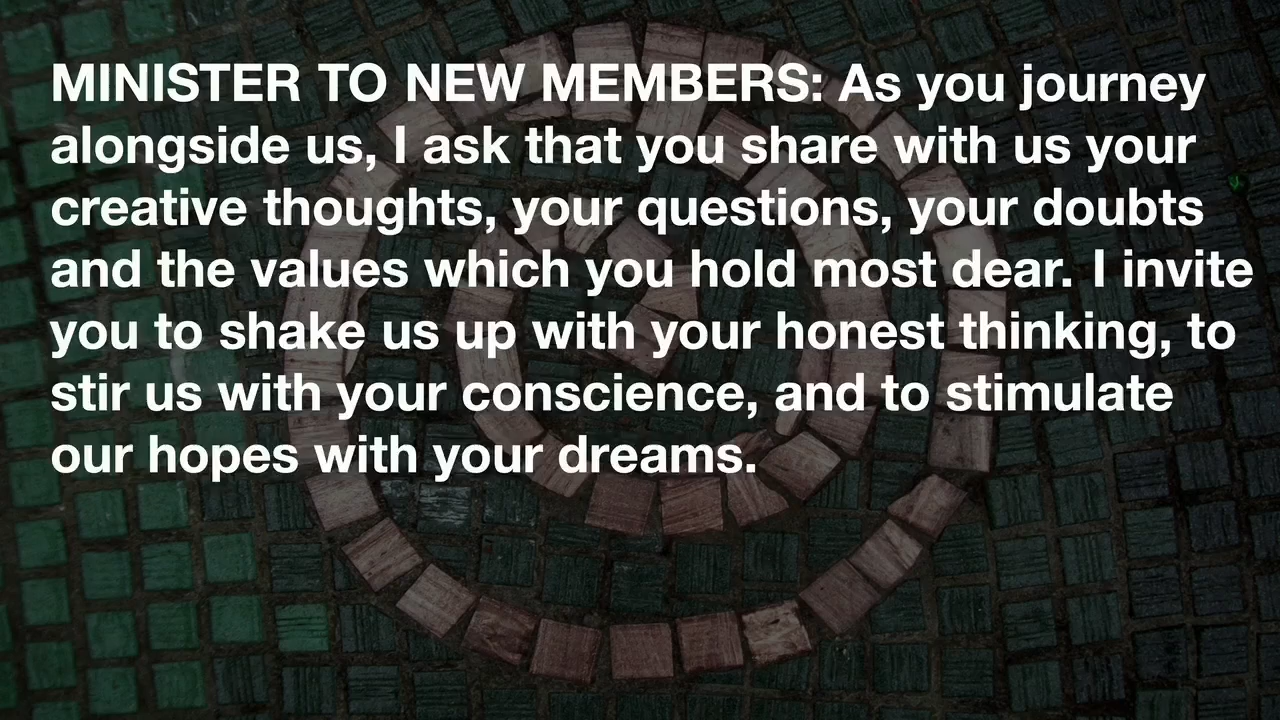 MINISTER TO NEW MEMBERS: As you journey
alongside us, I ask that you share with us your
creative thoughts, your questions, your doubts
and the values which you hold most dear. I invite
you to shake us up with your honest thinking, to
stir us with your conscience, and to stimulate
our hopes with your dreams.